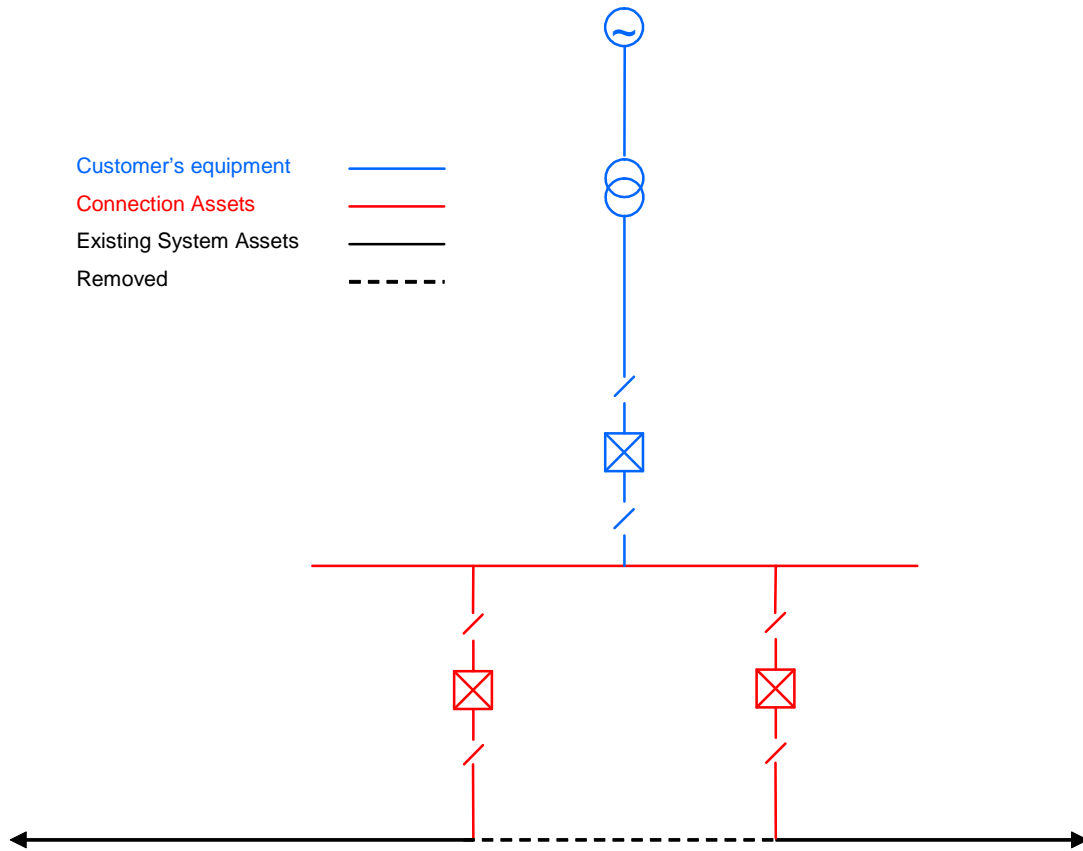 ~
Customer's equipment
Connection Assets
Existing System Assets
Removed